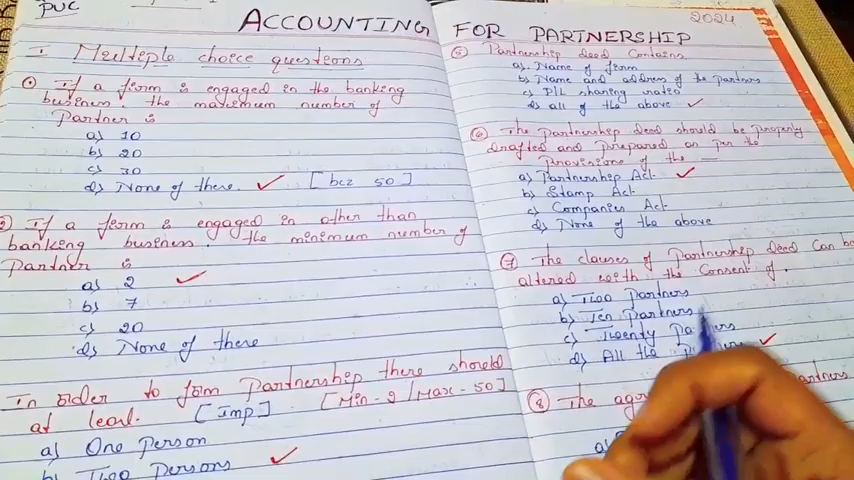 PUC
ACCOUNTING FOR PARTNERSHIP
2024
I Multiple choice questions
① If a firm is engaged in the banking
business the maximum number of
Partner is
a) 10
b) 20
c) 30
d) None of there. ✓ [bcz 50]
② If a firm is engaged in other than
banking business. the minimum number of
Partner is
a) 2 ✓
b) 7
c) 20
d) None of there
In order to form Partnership there should
at least. [Imp] [Min-2/Max-50]
a) One Person
b) Two Persons ✓
Partnership deed Contains.
a) Name of firm
b) Name and address of the partners
c) P/L sharing ratio
d) all of the above ✓
⑥ The Partnership deed should be properly
drafted and prepared as per the
Provisions of the —
a) Partnership Act ✓
b) Stamp Act
c) Companies Act
d) None of the above
⑦ The clauses of Partnership Deed can be
altered with the Consent of.
a) Two Partners
b) Ten Partners
c) Twenty
d) All the ✓
⑧ The